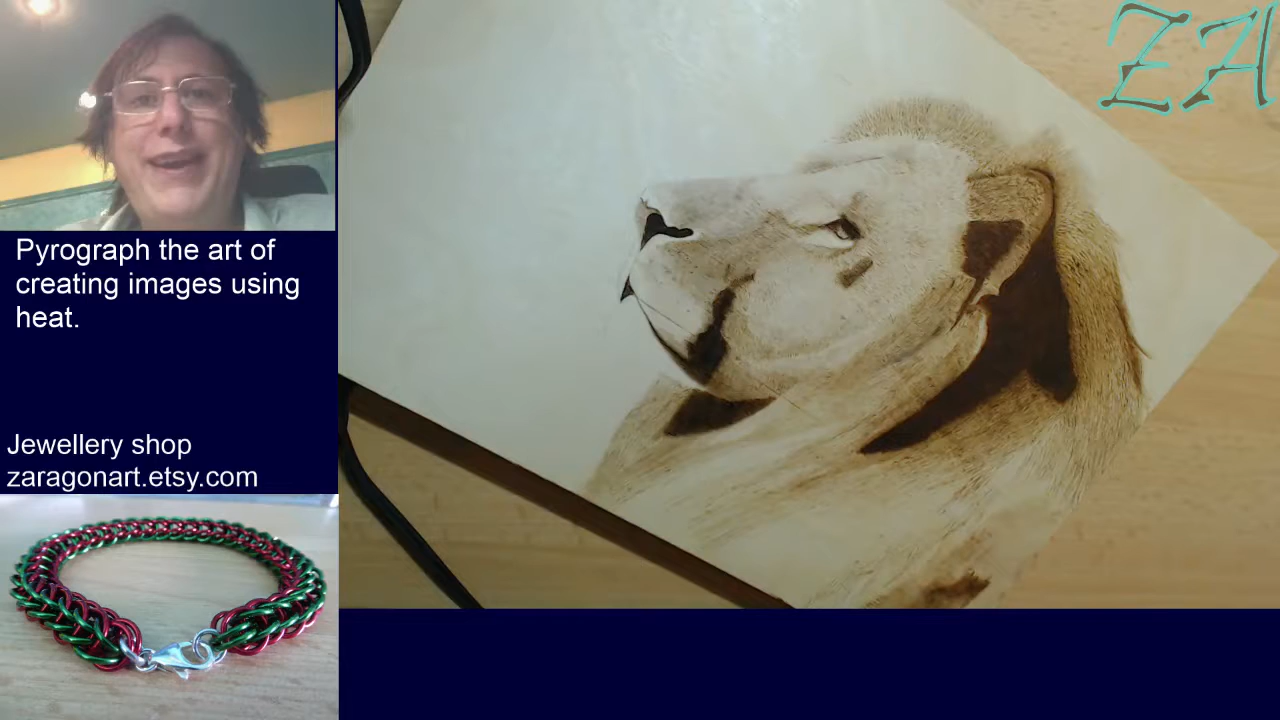 ZA
Pyrograph the art of
creating images using
heat.
Jewellery shop
zaragonart.etsy.com